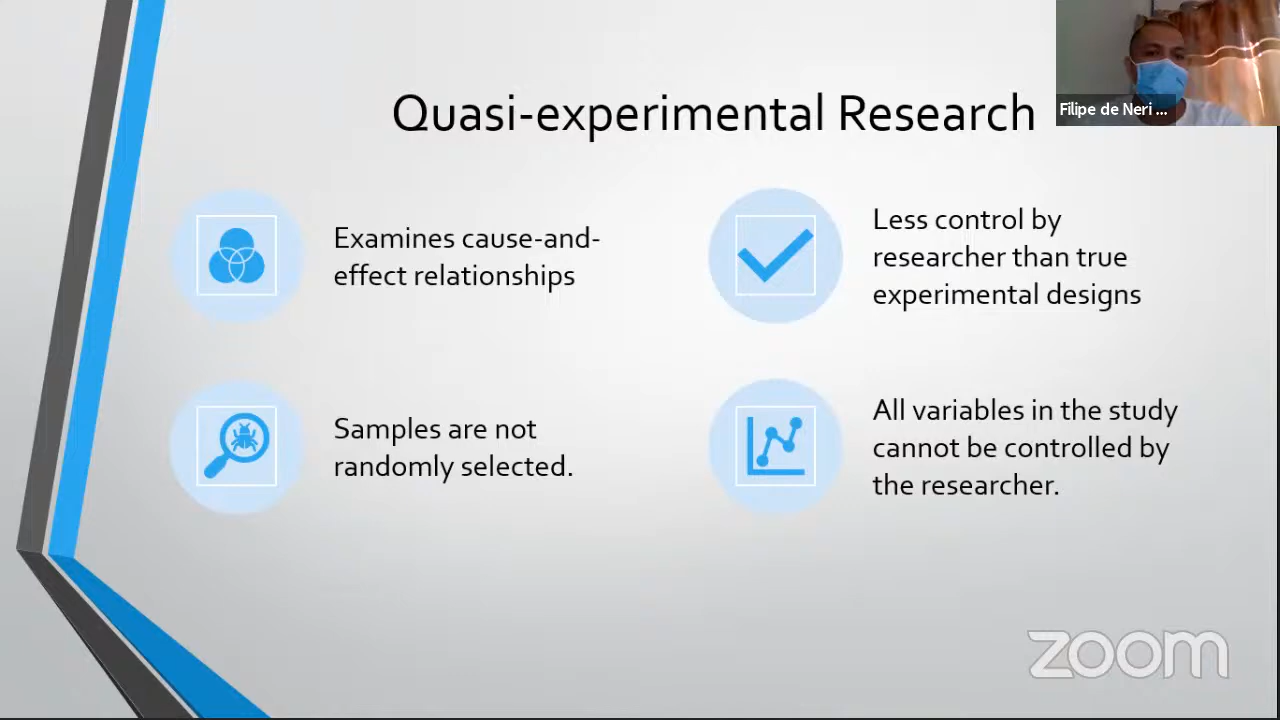 Quasi-experimental Research
Filipe de Neri ...
Examines cause-and-
effect relationships
Less control by
researcher than true
experimental designs
Samples are not
randomly selected.
All variables in the study
cannot be controlled by
the researcher.
zoom